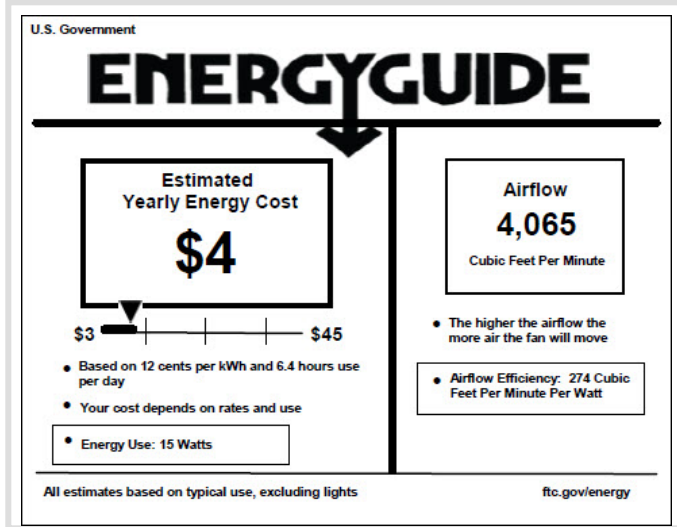 U.S. Government
ENERGYGUIDE
Estimated
Yearly Energy Cost
$4
$3
$45
• Based on 12 cents per kWh and 6.4 hours use
per day
• Your cost depends on rates and use
• Energy Use: 15 Watts
Airflow
4,065
Cubic Feet Per Minute
• The higher the airflow the
more air the fan will move
• Airflow Efficiency: 274 Cubic
Feet Per Minute Per Watt
All estimates based on typical use, excluding lights
ftc.gov/energy